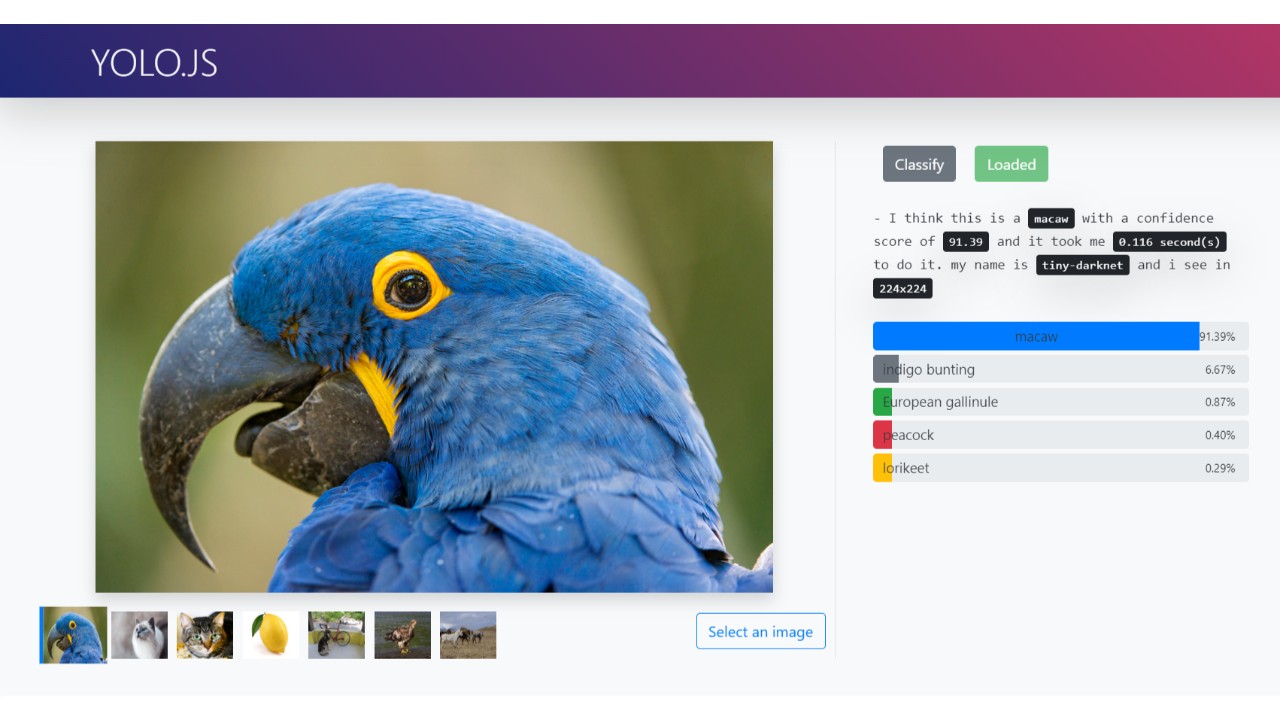 YOLO.JS
Classify
Loaded
- I think this is a macaw with a confidence
score of 91.39 and it took me 0.116 second(s)
to do it. my name is tiny-darknet and i see in
224x224
macaw 91.39%
indigo bunting 6.67%
European gallinule 0.87%
peacock 0.40%
lorikeet 0.29%
Select an image